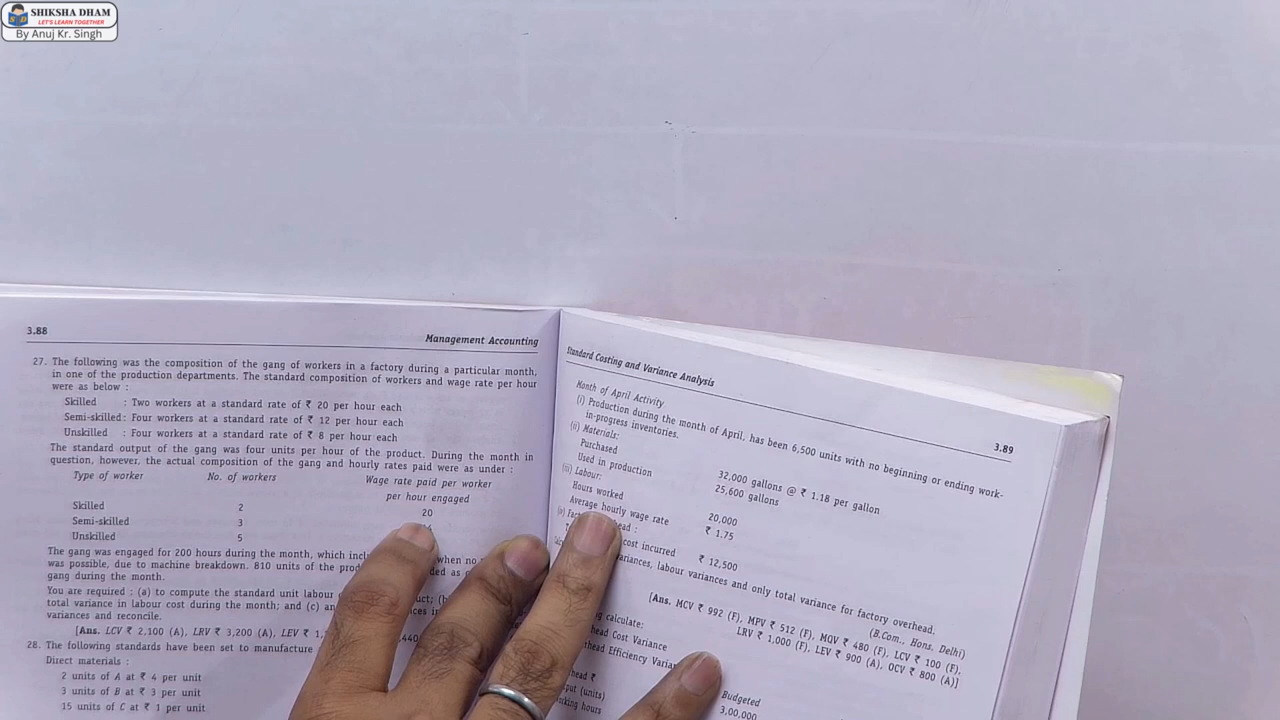 SHIKSHA DHAM
LET'S LEARN TOGETHER
By Anuj Kr. Singh
3.88
Management Accounting
27. The following was the composition of the gang of workers in a factory during a particular month,
in one of the production departments. The standard composition of workers and wage rate per hour
were as below :
Skilled : Two workers at a standard rate of ₹ 20 per hour each
Semi-skilled : Four workers at a standard rate of ₹ 12 per hour each
Unskilled : Four workers at a standard rate of ₹ 8 per hour each
The standard output of the gang was four units per hour of the product. During the month in
question, however, the actual composition of the gang and hourly rates paid were as under :
Type of worker No. of workers Wage rate paid per worker
per hour engaged
Skilled 2 20
Semi-skilled 3
Unskilled 5
The gang was engaged for 200 hours during the month, which when no
was possible, due to machine breakdown. 810 units of the as
gang during the month.
You are required : (a) to compute the standard unit labour
total variance in labour cost during the month; and (c)
variances and reconcile.
[Ans. LCV ₹ 2,100 (A), LRV ₹ 3,200 (A), LEV ₹
28. The following standards have been set to manufacture
Direct materials :
2 units of A at ₹ 4 per unit
3 units of B at ₹ 3 per unit
15 units of C at ₹ 1 per unit
Standard Costing and Variance Analysis
3.89
Month of April Activity
(i) Production during the month of April, has been 6,500 units with no beginning or ending work-
in-progress inventories.
(ii) Materials:
Purchased 32,000 gallons @ ₹ 1.18 per gallon
Used in production 25,600 gallons
(iii) Labour:
Hours worked 20,000
Average hourly wage rate ₹ 1.75
cost incurred ₹ 12,500
variances, labour variances and only total variance for factory overhead.
(B.Com., Hons, Delhi)
[Ans. MCV ₹ 992 (F), MPV ₹ 512 (F), MQV ₹ 480 (F), LCV ₹ 100 (F),
LRV ₹ 1,000 (F), LEV ₹ 900 (A), OCV ₹ 800 (A)]
calculate:
Cost Variance
Efficiency
Budgeted
₹ 3,00,000
(units)
hours